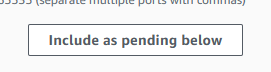 (separate multiple ports with commas)
Include as pending below